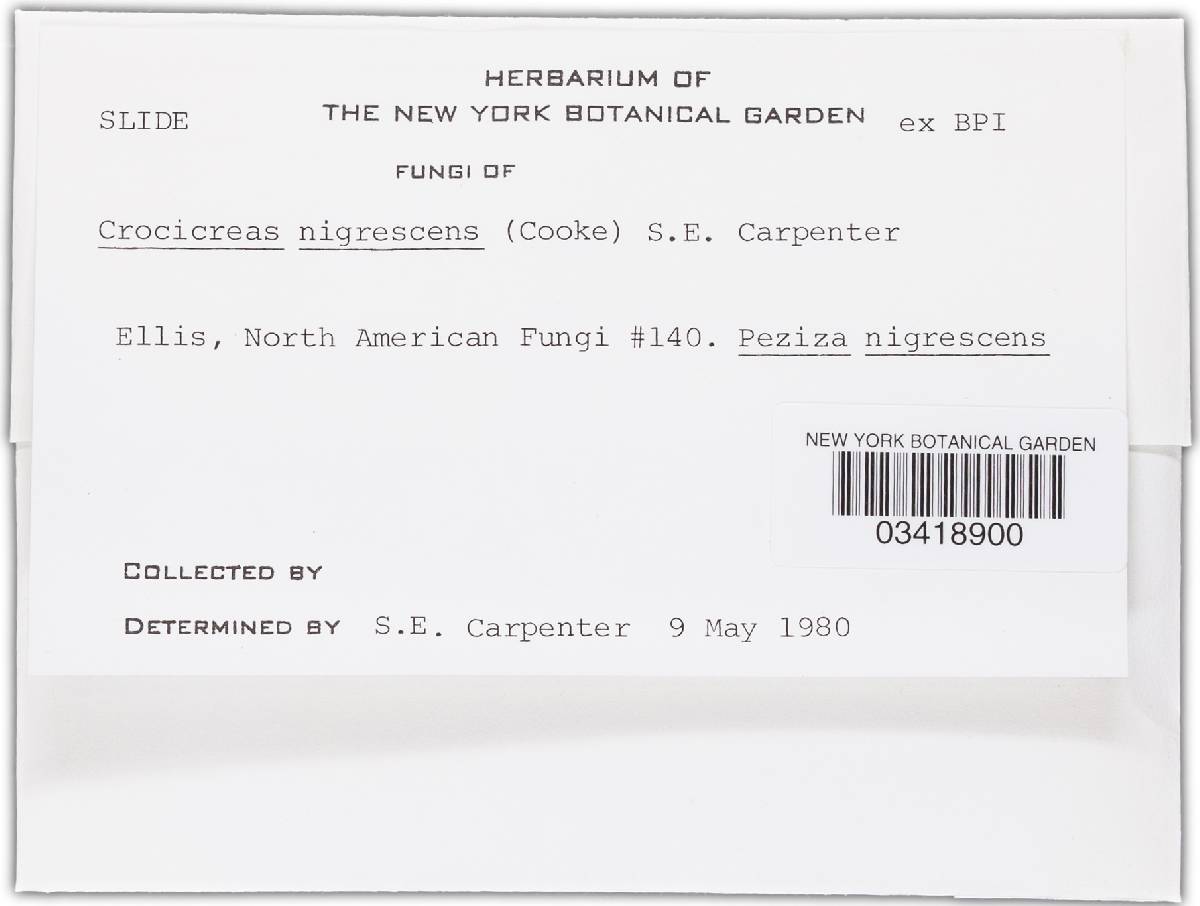 HERBARIUM OF
SLIDE THE NEW YORK BOTANICAL GARDEN ex BPI
FUNGI OF
Crocicreas nigrescens (Cooke) S.E. Carpenter
Ellis, North American Fungi #140. Peziza nigrescens
NEW YORK BOTANICAL GARDEN
03418900
COLLECTED BY
DETERMINED BY S.E. Carpenter 9 May 1980